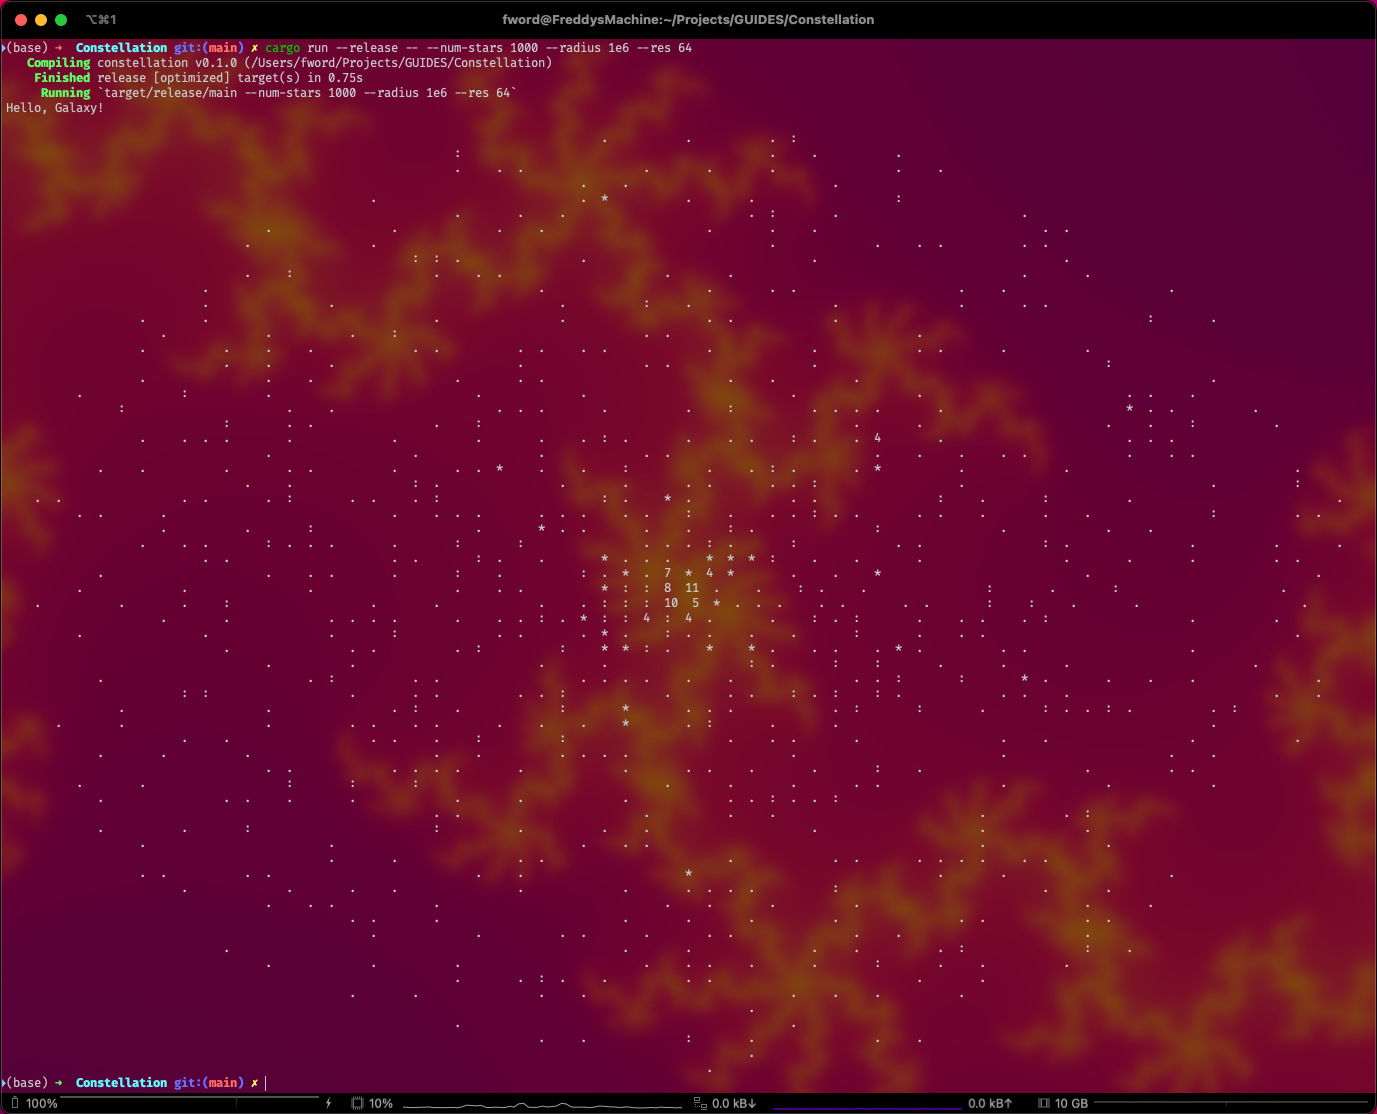 ⌥⌘1
fword@FreddysMachine:~/Projects/GUIDES/Constellation
(base) ➜ Constellation git:(main) ✗ cargo run --release -- --num-stars 1000 --radius 1e6 --res 64
Compiling constellation v0.1.0 (/Users/fword/Projects/GUIDES/Constellation)
Finished release [optimized] target(s) in 0.75s
Running `target/release/main --num-stars 1000 --radius 1e6 --res 64`
Hello, Galaxy!
4
7 * 4 *
8 11
10 5 *
4 : 4
(base) ➜ Constellation git:(main) ✗
100% 10% 0.0 kB↓ 0.0 kB↑ 10 GB